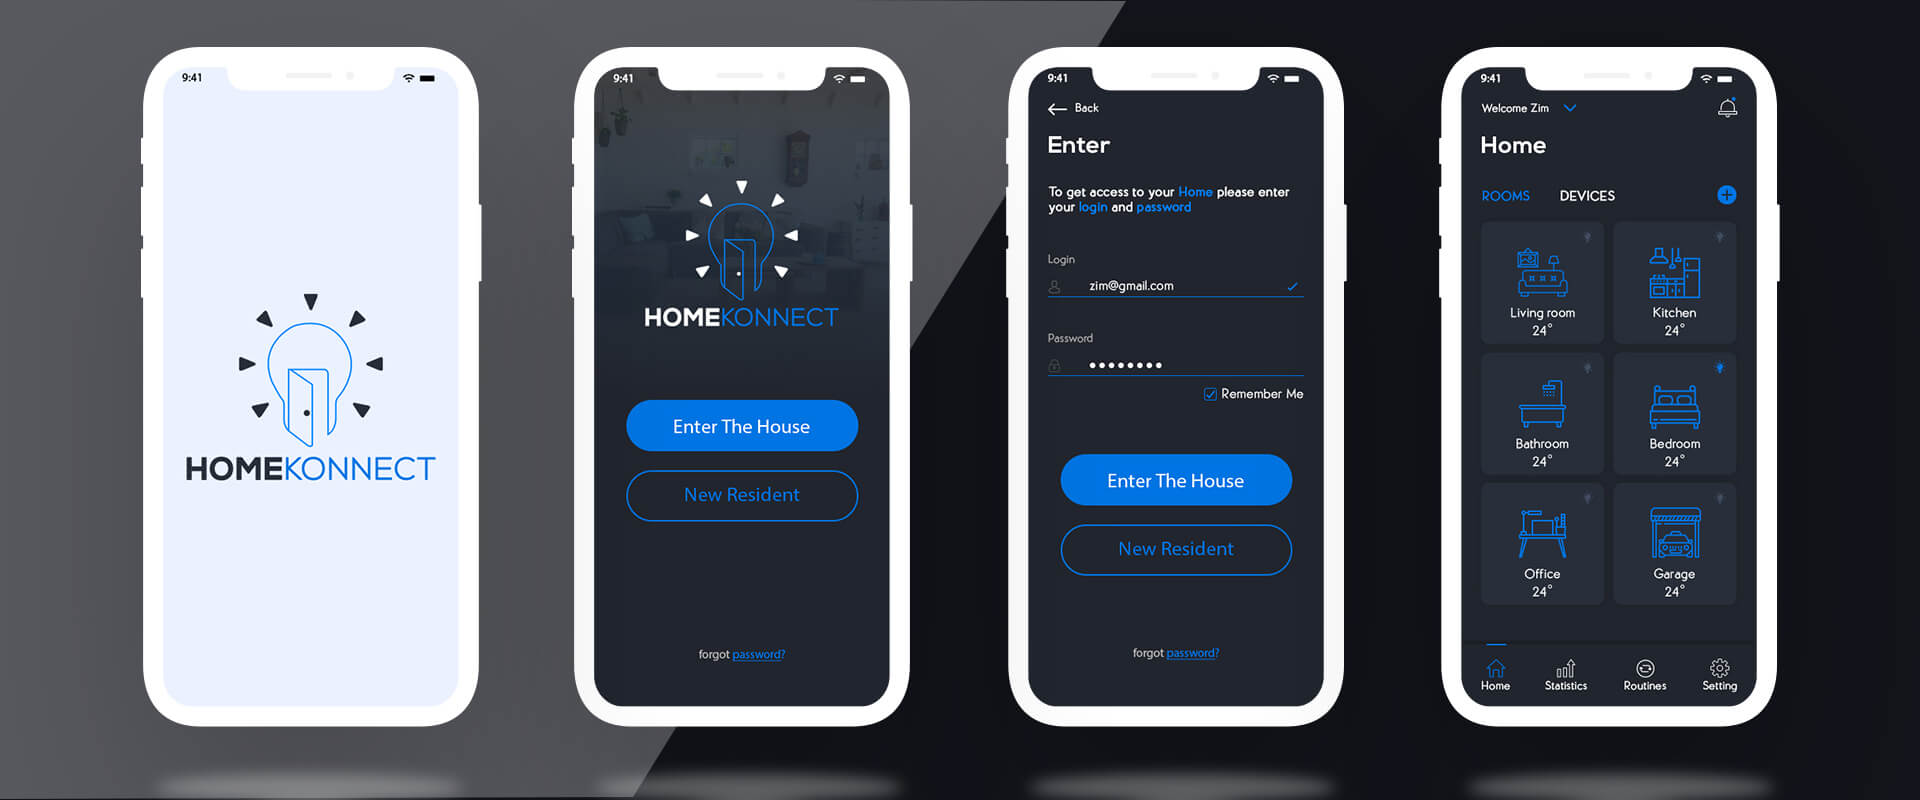 9:41
HOMEKONNECT
9:41
HOMEKONNECT
Enter The House
New Resident
forgot password?
9:41
Back
Enter
To get access to your Home please enter
your login and password
Login
zim@gmail.com
Password
Remember Me
Enter The House
New Resident
forgot password?
9:41
Welcome Zim
Home
ROOMS DEVICES
Living room Kitchen
24° 24°
Bathroom Bedroom
24° 24°
Office Garage
24° 24°
Home Statistics Routines Setting